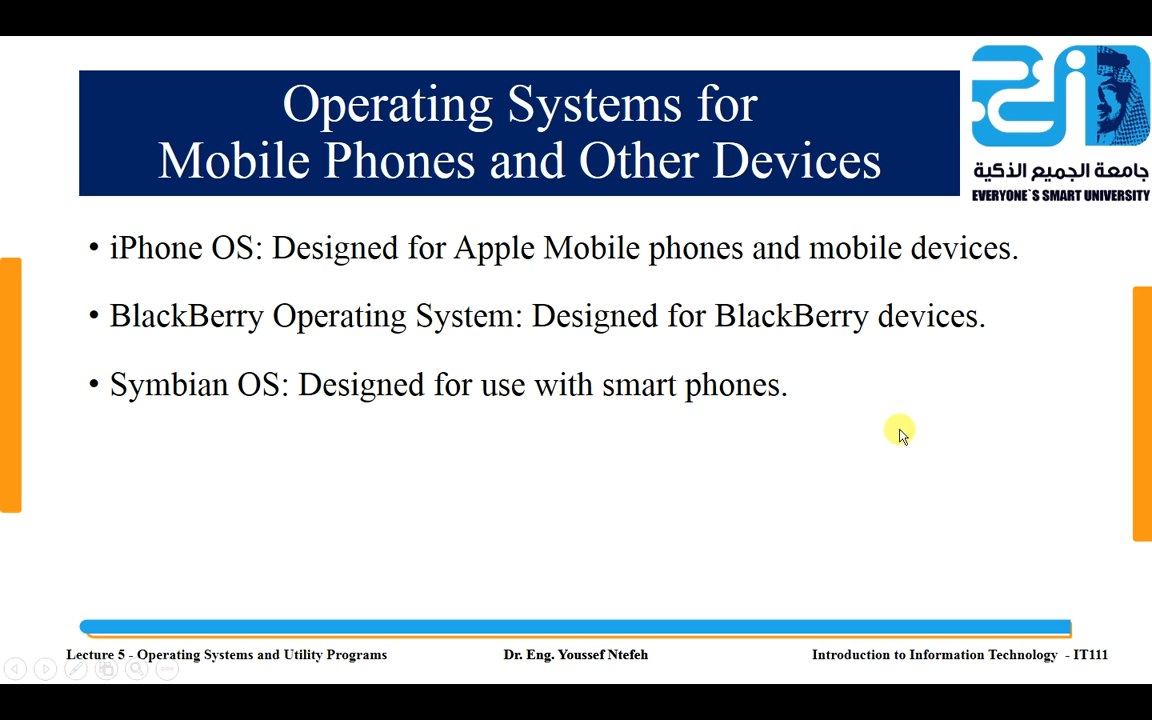 Operating Systems for
Mobile Phones and Other Devices
جامعة الجميع الذكية
EVERYONE`S SMART UNIVERSITY
• iPhone OS: Designed for Apple Mobile phones and mobile devices.
• BlackBerry Operating System: Designed for BlackBerry devices.
• Symbian OS: Designed for use with smart phones.
Lecture 5 - Operating Systems and Utility Programs
Dr. Eng. Youssef Ntefeh
Introduction to Information Technology - IT111